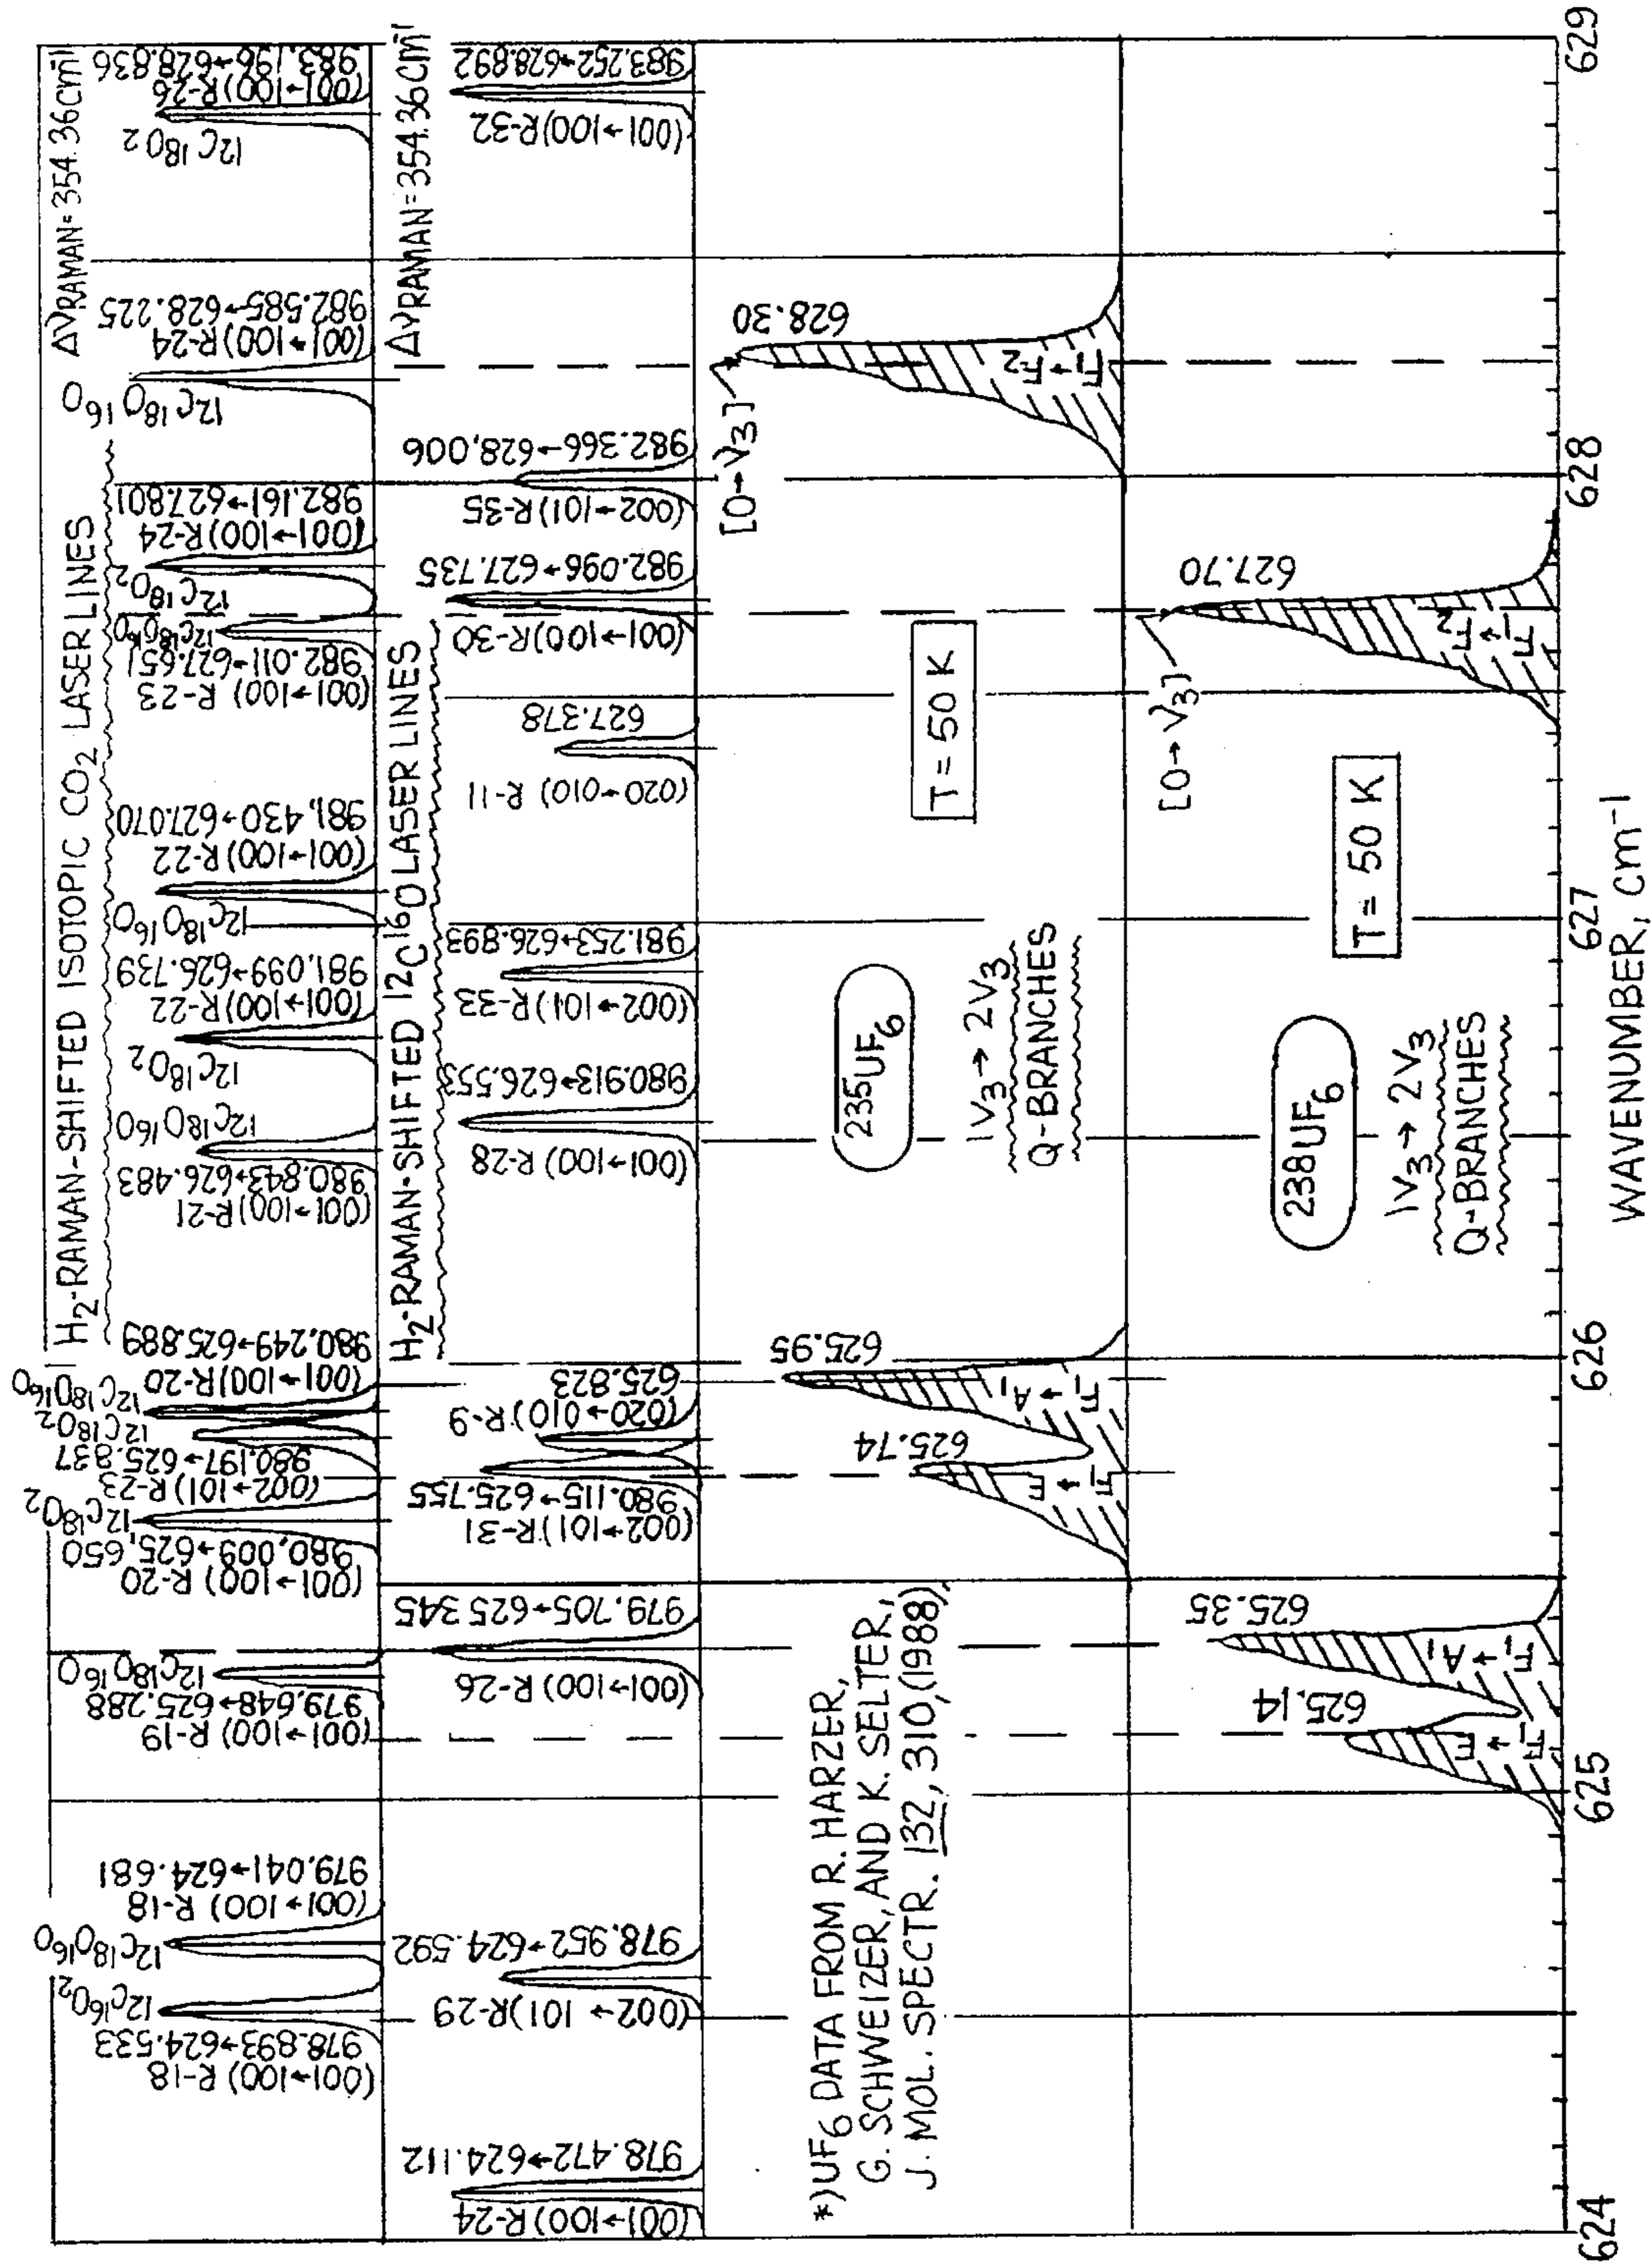 H2-RAMAN-SHIFTED ISOTOPIC CO2 LASER LINES
ΔνRAMAN=354.36cm-1
12C16O2
978.893→624.533
(001→100) R-18
12C18O16O
(001→100) R-18
979.041→624.681
12C18O16O
979.648→625.288
(001→100) R-19
12C18O2
980.009→625.650
(001→100) R-20
12C18O2
980.197→625.837
(002→101) R-23
12C18O16O
(001→100) R-20
980.249→625.889
12C18O16O
980.843→626.483
(001→100) R-21
12C18O2
(001→100) R-22
981.099→626.739
12C18O16O
(001→100) R-22
981.430→627.070
12C18O16O
982.011→627.651
(001→100) R-23
12C18O2
(001→100) R-24
982.161→627.801
12C18O16O
(001→100) R-24
982.585→628.225
12C18O2
(001→100) R-26
983.196→628.836
H2-RAMAN-SHIFTED 12C16O LASER LINES
ΔνRAMAN=354.36cm-1
(001→100) R-24
978.472→624.112
(002→101) R-29
978.952→624.592
(001→100) R-26
979.705→625.345
(002→101) R-31
980.115→625.755
(020→010) R-9
625.823
(001→100) R-28
980.913→626.553
(002→101) R-33
981.253→626.893
(020→010) R-11
627.378
(001→100) R-30
982.096→627.735
(002→101) R-35
982.366→628.006
(001→100) R-32
983.252→628.892
*)UF6 DATA FROM R. HARZER,
G. SCHWEIZER, AND K. SELTER,
J. MOL. SPECTR. 132, 310, (1988)
625.74
F1→E
625.95
F1→A1
235UF6
1ν3→2ν3
Q-BRANCHES
T = 50 K
[0→ν3]
628.30
F1→F2
625.14
F1→E
625.35
F1→A1
238UF6
1ν3→2ν3
Q-BRANCHES
T = 50 K
[0→ν3]
627.70
F1→F2
624 625 626 627 628 629
WAVENUMBER, cm-1